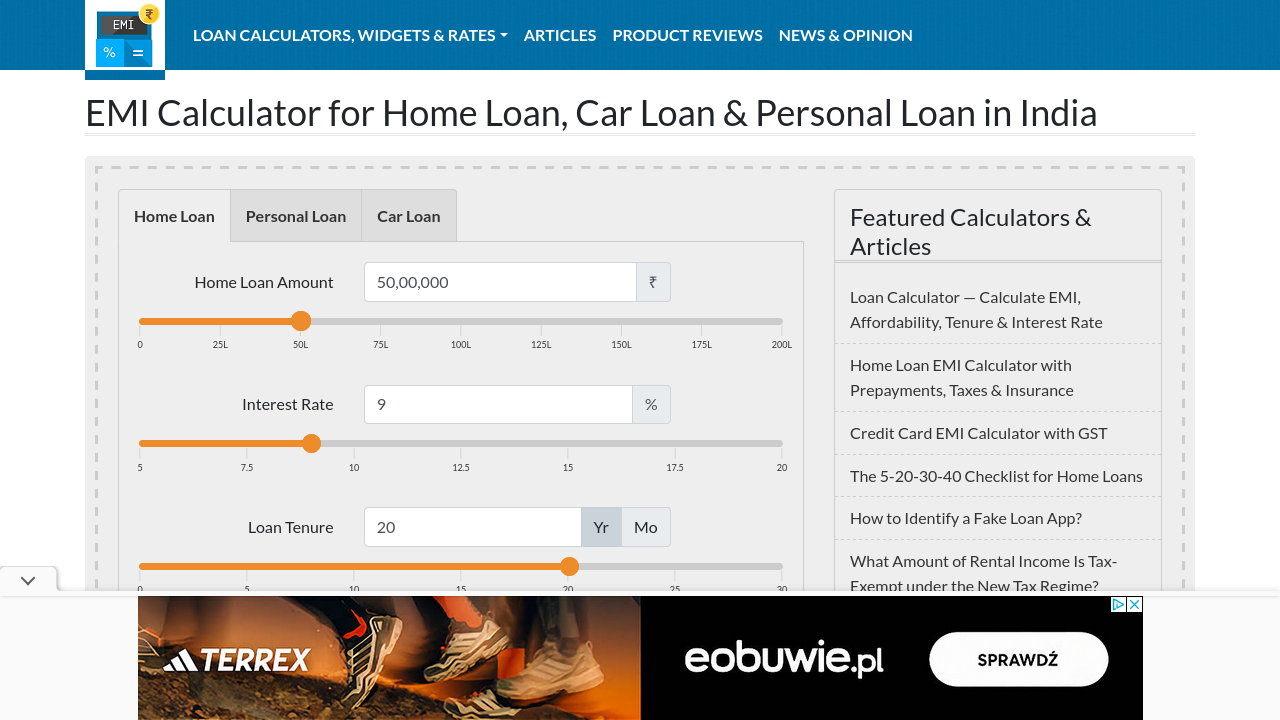 EMI
₹
%
=
LOAN CALCULATORS, WIDGETS & RATES
ARTICLES
PRODUCT REVIEWS
NEWS & OPINION
EMI Calculator for Home Loan, Car Loan & Personal Loan in India
Home Loan
Personal Loan
Car Loan
Home Loan Amount
50,00,000
₹
0
25L
50L
75L
100L
125L
150L
175L
200L
Interest Rate
9
%
5
7.5
10
12.5
15
17.5
20
Loan Tenure
20
Yr
Mo
0
5
10
15
20
25
30
Featured Calculators &
Articles
Loan Calculator — Calculate EMI,
Affordability, Tenure & Interest Rate
Home Loan EMI Calculator with
Prepayments, Taxes & Insurance
Credit Card EMI Calculator with GST
The 5-20-30-40 Checklist for Home Loans
How to Identify a Fake Loan App?
What Amount of Rental Income Is Tax-
Exempt under the New Tax Regime?
TERREX
eobuwie.pl
SPRAWDŹ